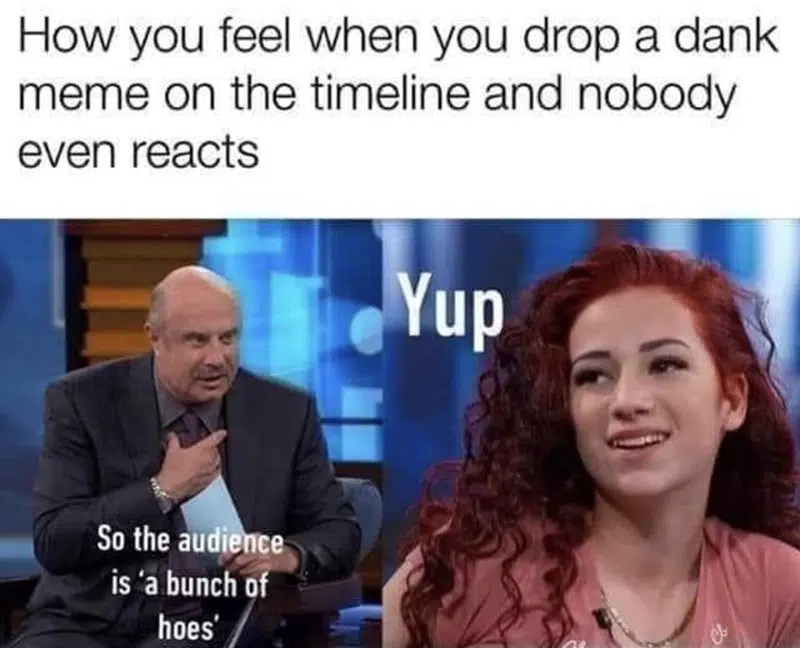 How you feel when you drop a dank
meme on the timeline and nobody
even reacts
Yup
So the audience
is 'a bunch of
hoes'